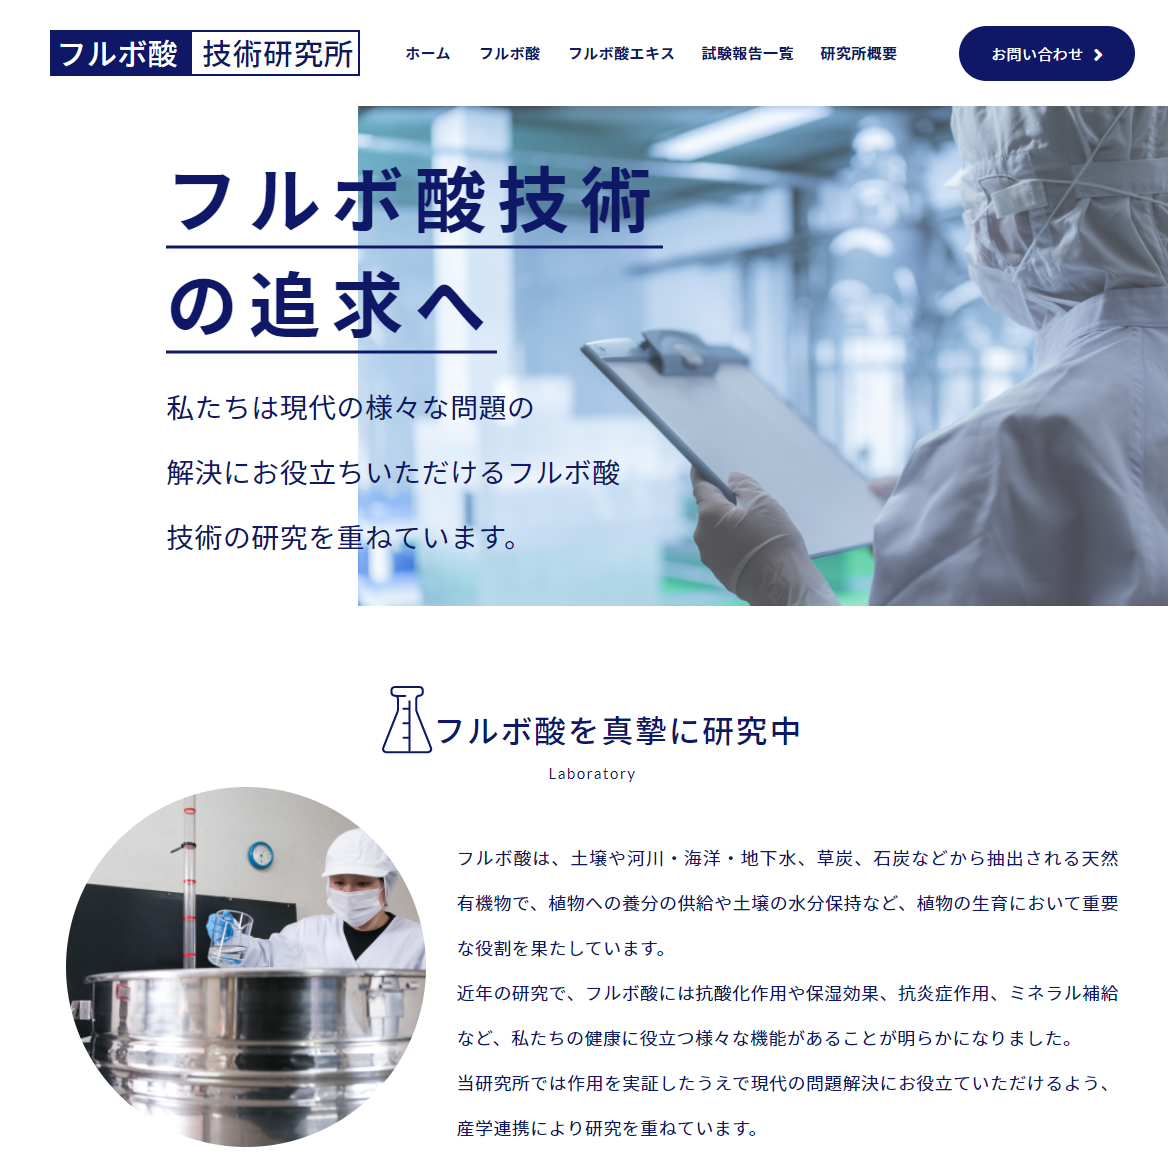 フルボ酸 技術研究所
ホーム フルボ酸 フルボ酸エキス 試験報告一覧 研究所概要 お問い合わせ
フルボ酸技術
の追求へ
私たちは現代の様々な問題の
解決にお役立ちいただけるフルボ酸
技術の研究を重ねています。
フルボ酸を真摯に研究中
Laboratory
フルボ酸は、土壌や河川・海洋・地下水、草炭、石炭などから抽出される天然
有機物で、植物への養分の供給や土壌の水分保持など、植物の生育において重要
な役割を果たしています。
近年の研究で、フルボ酸には抗酸化作用や保湿効果、抗炎症作用、ミネラル補給
など、私たちの健康に役立つ様々な機能があることが明らかになりました。
当研究所では作用を実証したうえで現代の問題解決にお役立ていただけるよう、
産学連携により研究を重ねています。